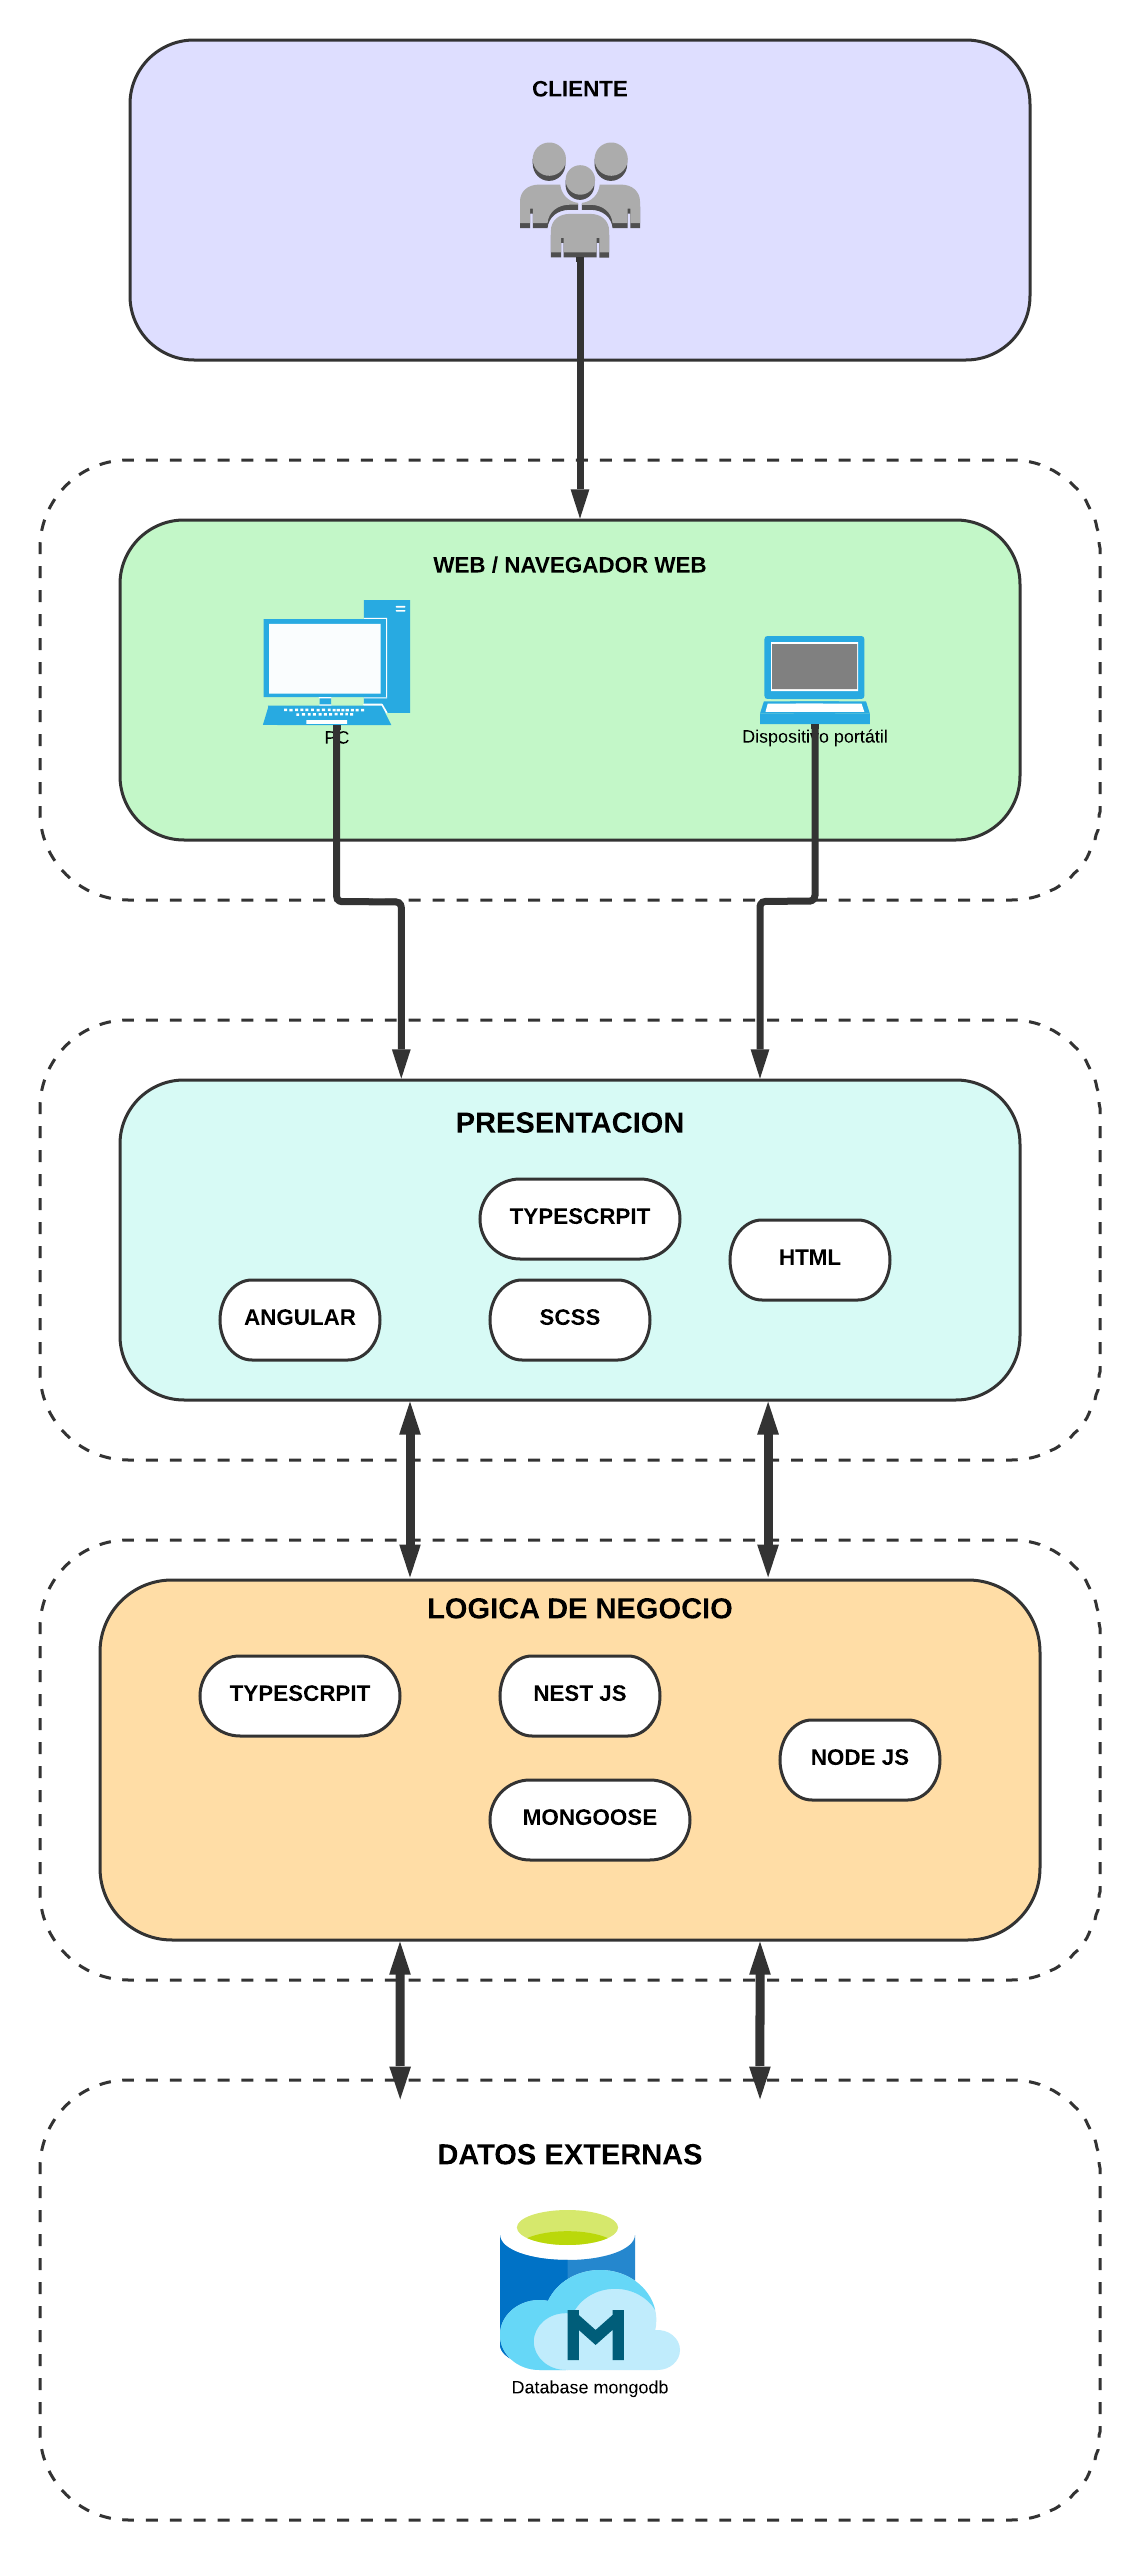 CLIENTE
WEB / NAVEGADOR WEB
PC
Dispositivo portátil
PRESENTACION
TYPESCRPIT
HTML
ANGULAR
SCSS
LOGICA DE NEGOCIO
TYPESCRPIT
NEST JS
NODE JS
MONGOOSE
DATOS EXTERNAS
M
Database mongodb